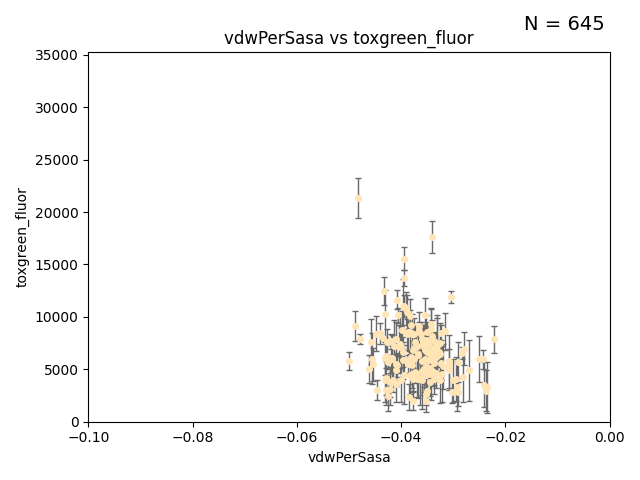 N = 645
vdwPerSasa vs toxgreen_fluor
35000
30000
25000
20000
15000
10000
5000
0
toxgreen_fluor
−0.10 −0.08 −0.06 −0.04 −0.02 0.00
vdwPerSasa